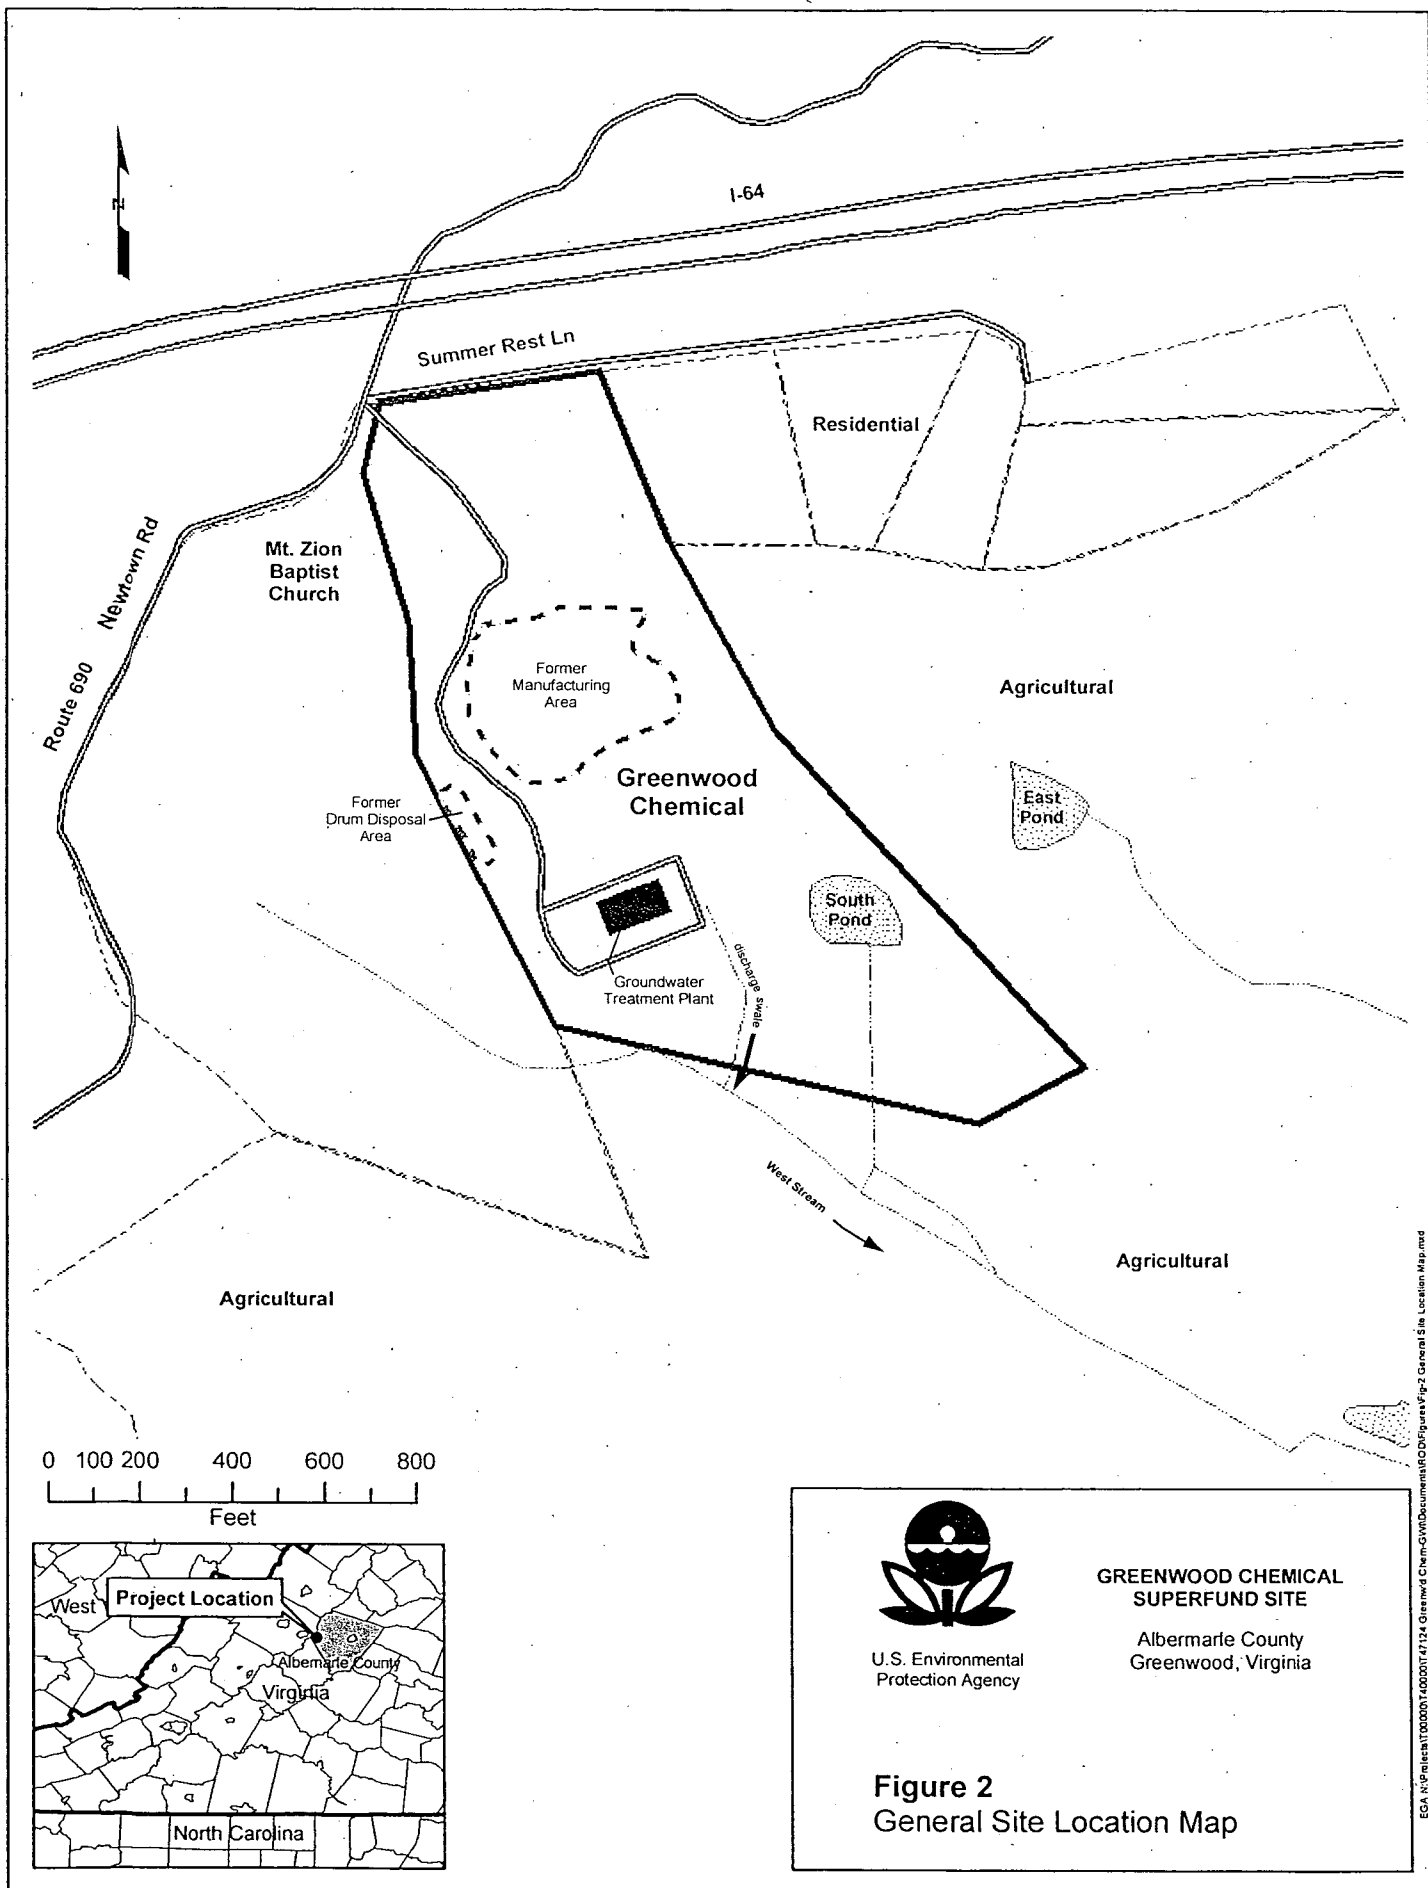 I-64
N
Summer Rest Ln
Residential
Mt. Zion
Baptist
Church
Newtown Rd
Route 690
Former
Manufacturing
Area
Agricultural
Greenwood
Chemical
East
Pond
Former
Drum Disposal
Area
South
Pond
discharge swale
Groundwater
Treatment Plant
West Stream
Agricultural
Agricultural
0 100 200 400 600 800
Feet
Project Location
West
Albemarle County
Virginia
North Carolina
U.S. Environmental
Protection Agency
GREENWOOD CHEMICAL
SUPERFUND SITE
Albermarle County
Greenwood, Virginia
Figure 2
General Site Location Map